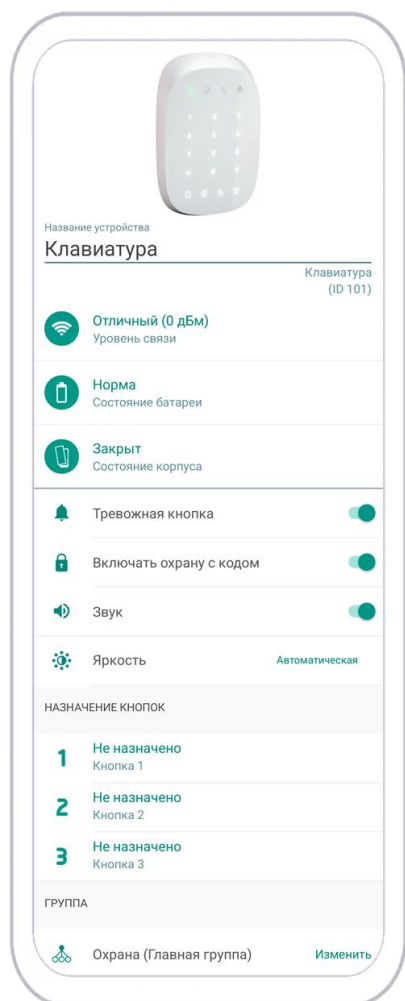 Название устройства
Клавиатура
Клавиатура
(ID 101)
Отличный (0 дБм)
Уровень связи
Норма
Состояние батареи
Закрыт
Состояние корпуса
Тревожная кнопка
Включать охрану с кодом
Звук
Яркость Автоматическая
НАЗНАЧЕНИЕ КНОПОК
1 Не назначено
Кнопка 1
2 Не назначено
Кнопка 2
3 Не назначено
Кнопка 3
ГРУППА
Охрана (Главная группа) Изменить